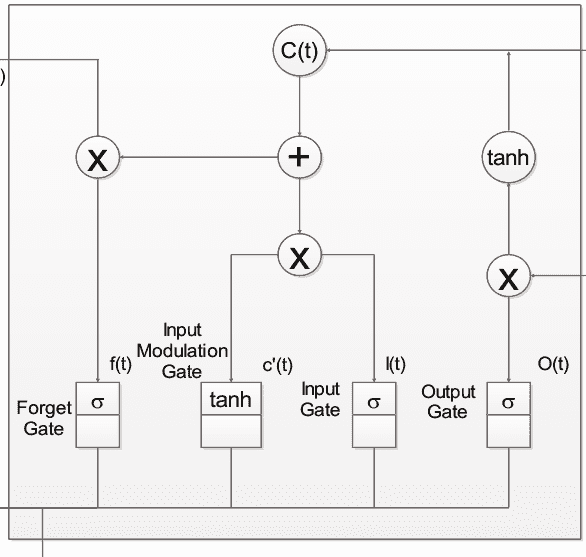 C(t)
)
X
+
tanh
X
X
Input
Modulation
Gate
f(t)
c'(t)
I(t)
O(t)
Forget
Gate
σ
tanh
Input
Gate
σ
Output
Gate
σ